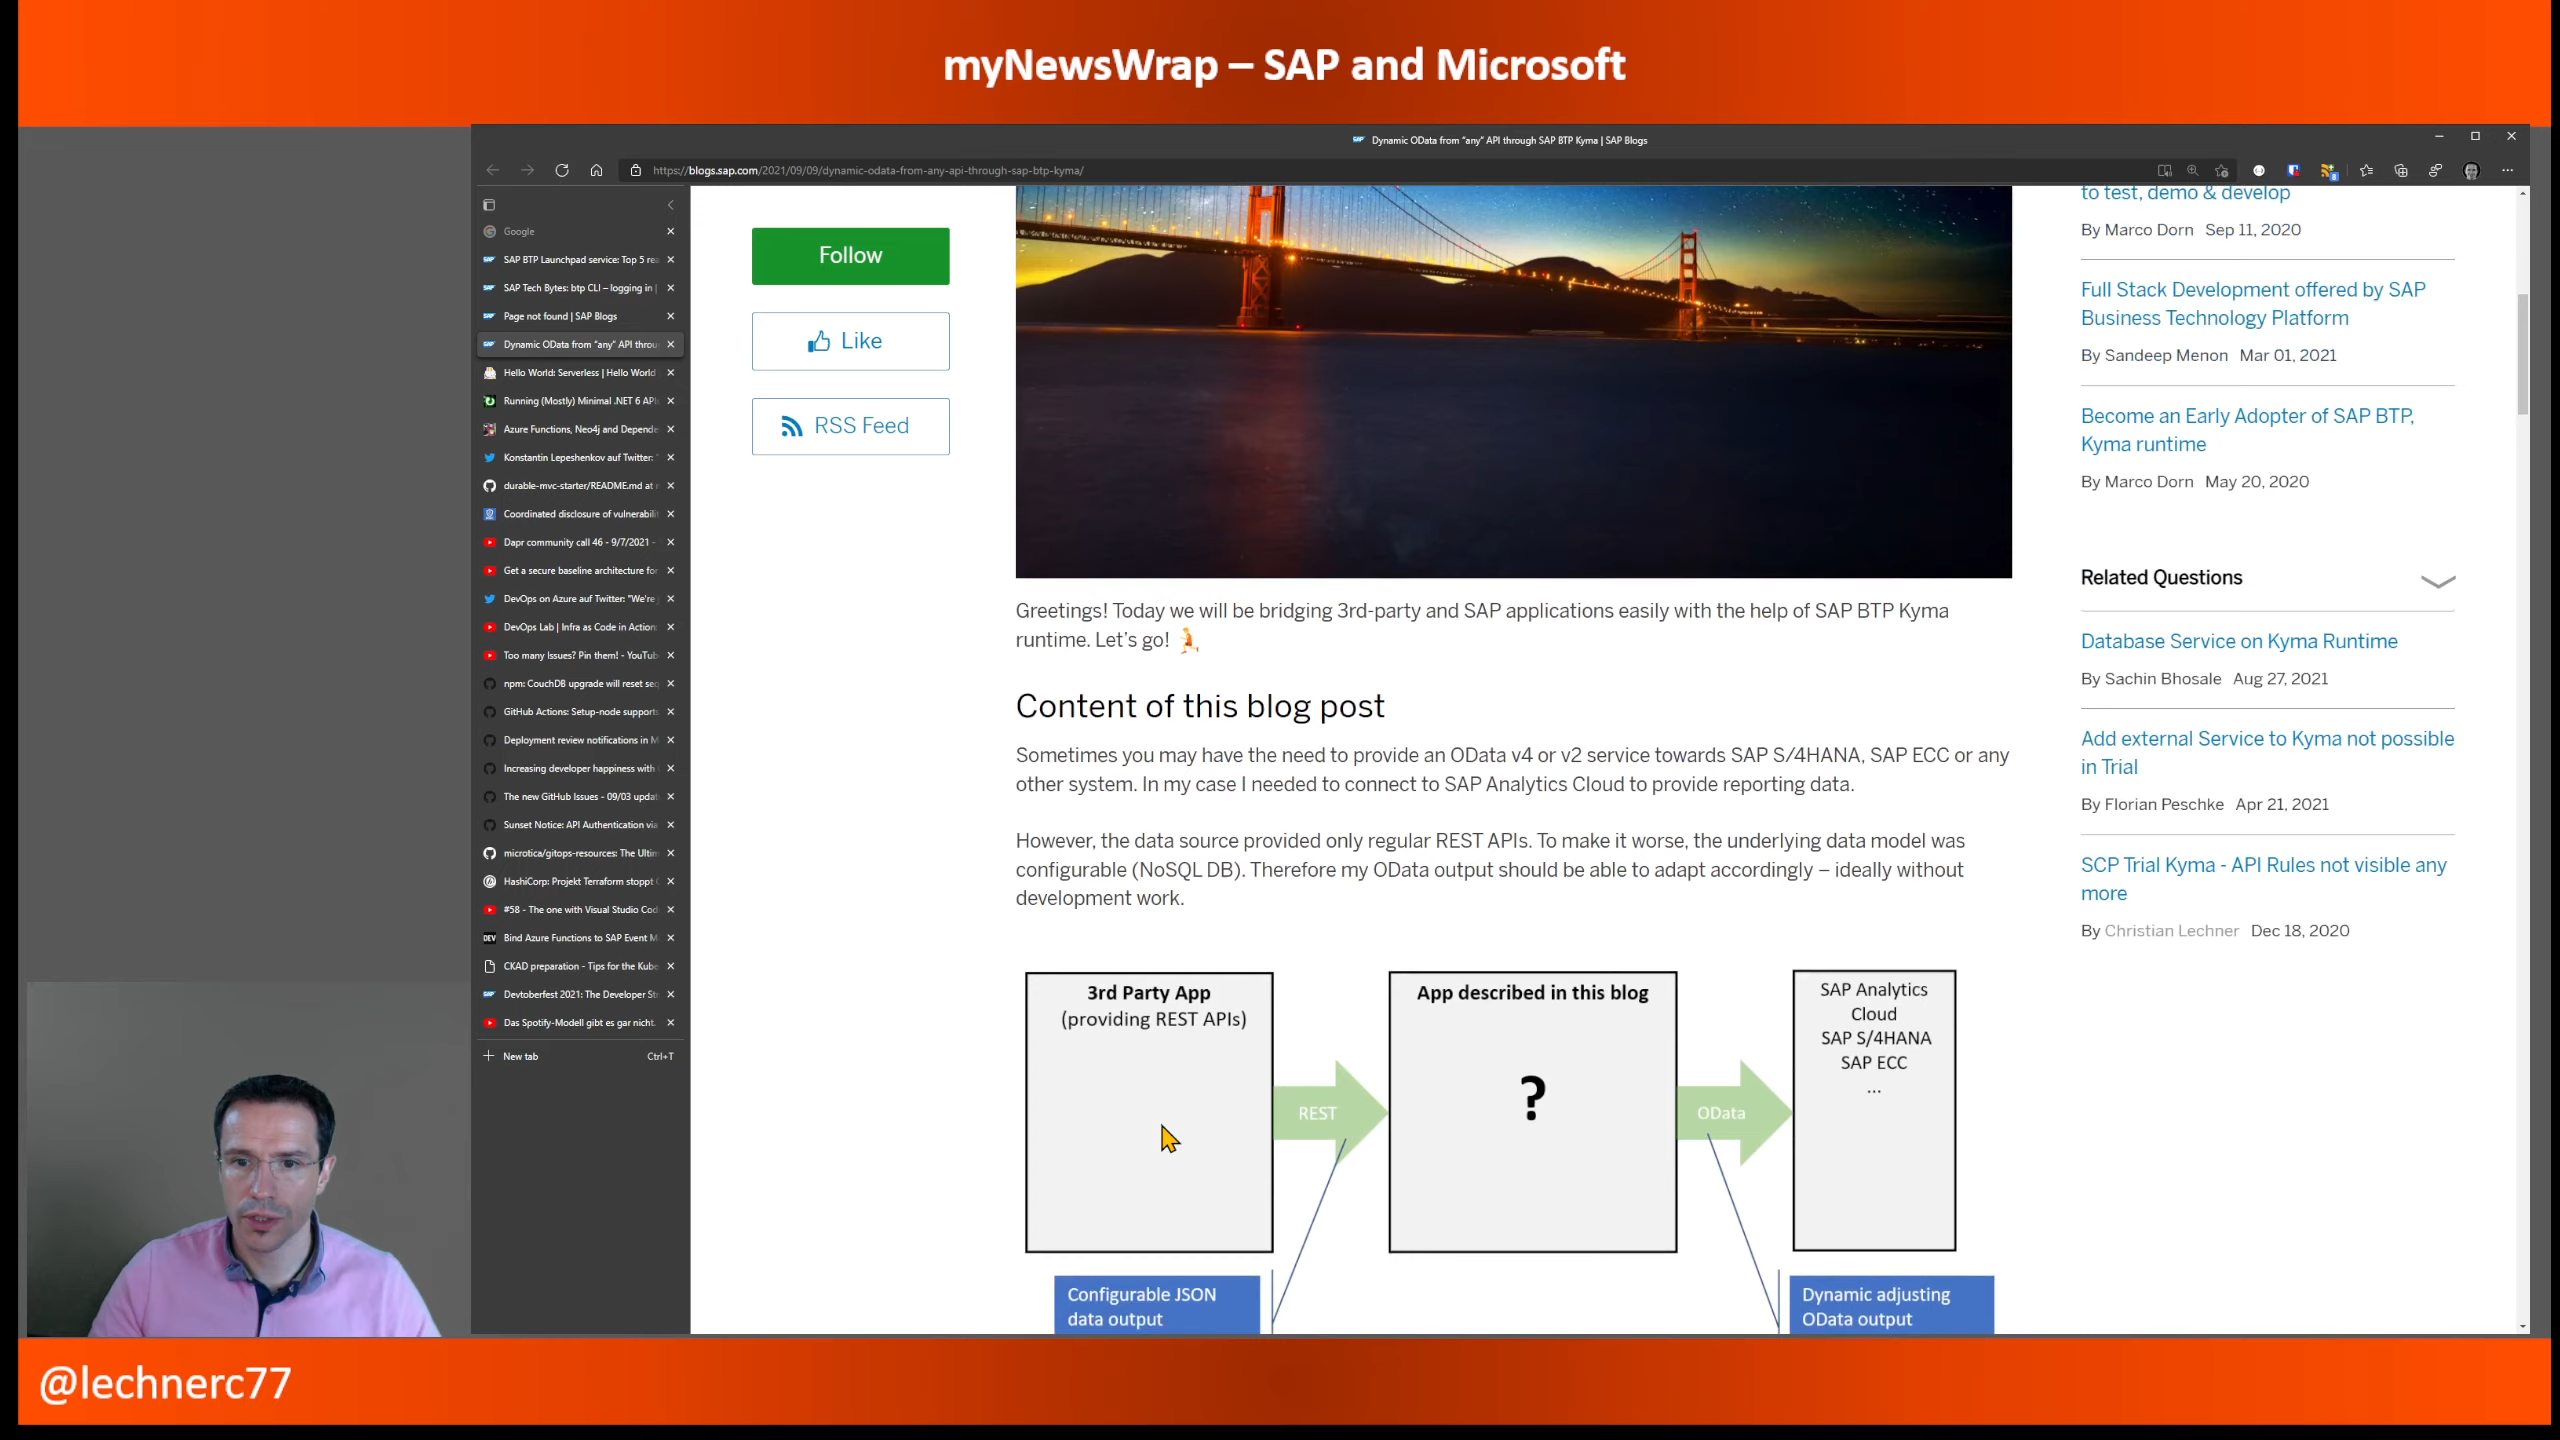 myNewsWrap – SAP and Microsoft
Dynamic OData from “any” API through SAP BTP Kyma | SAP Blogs
https://blogs.sap.com/2021/09/09/dynamic-odata-from-any-api-through-sap-btp-kyma/
Google
SAP BTP Launchpad service: Top 5 rea
SAP Tech Bytes: btp CLI – logging in |
Page not found | SAP Blogs
Dynamic OData from “any” API throu
Hello World: Serverless | Hello World
Running (Mostly) Minimal .NET 6 API
Azure Functions, Neo4j and Depende
Konstantin Lepeshenkov auf Twitter: "
durable-mvc-starter/README.md at
Coordinated disclosure of vulnerabili
Dapr community call 46 - 9/7/2021 -
Get a secure baseline architecture for
DevOps on Azure auf Twitter: "We're
DevOps Lab | Infra as Code in Action:
Too many Issues? Pin them! - YouTub
npm: CouchDB upgrade will reset seq
GitHub Actions: Setup-node supports
Deployment review notifications in M
Increasing developer happiness with
The new GitHub Issues - 09/03 updat
Sunset Notice: API Authentication via
microtica/gitops-resources: The Ultim
HashiCorp: Projekt Terraform stoppt
#58 - The one with Visual Studio Cod
DEV Bind Azure Functions to SAP Event M
CKAD preparation - Tips for the Kube
Devtoberfest 2021: The Developer St
Das Spotify-Modell gibt es gar nicht.
New tab Ctrl+T
Follow
Like
RSS Feed
Greetings! Today we will be bridging 3rd-party and SAP applications easily with the help of SAP BTP Kyma
runtime. Let’s go!
Content of this blog post
Sometimes you may have the need to provide an OData v4 or v2 service towards SAP S/4HANA, SAP ECC or any
other system. In my case I needed to connect to SAP Analytics Cloud to provide reporting data.
However, the data source provided only regular REST APIs. To make it worse, the underlying data model was
configurable (NoSQL DB). Therefore my OData output should be able to adapt accordingly – ideally without
development work.
3rd Party App
(providing REST APIs)
REST
App described in this blog
?
OData
SAP Analytics
Cloud
SAP S/4HANA
SAP ECC
...
Configurable JSON
data output
Dynamic adjusting
OData output
to test, demo & develop
By Marco Dorn Sep 11, 2020
Full Stack Development offered by SAP
Business Technology Platform
By Sandeep Menon Mar 01, 2021
Become an Early Adopter of SAP BTP,
Kyma runtime
By Marco Dorn May 20, 2020
Related Questions
Database Service on Kyma Runtime
By Sachin Bhosale Aug 27, 2021
Add external Service to Kyma not possible
in Trial
By Florian Peschke Apr 21, 2021
SCP Trial Kyma - API Rules not visible any
more
By Christian Lechner Dec 18, 2020
@lechnerc77